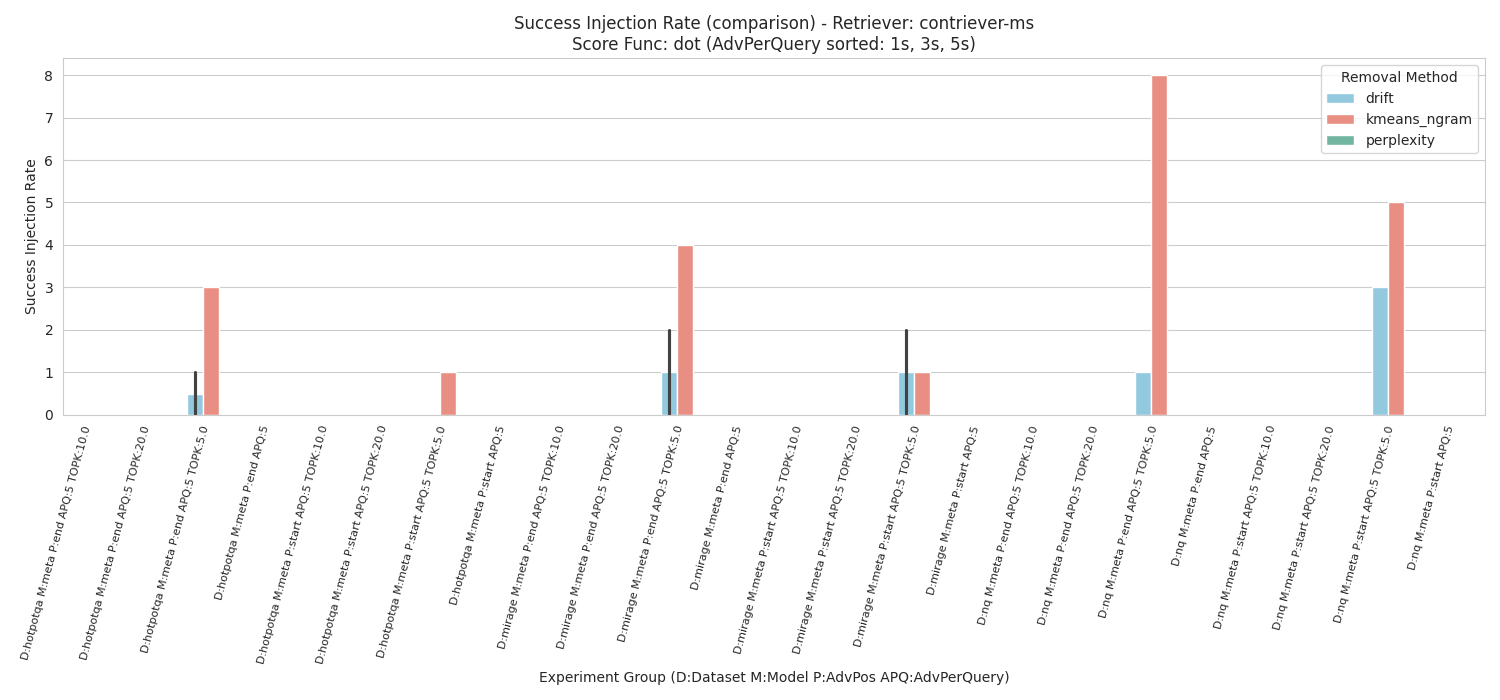 Success Injection Rate (comparison) - Retriever: contriever-ms
Score Func: dot (AdvPerQuery sorted: 1s, 3s, 5s)
Removal Method
drift
kmeans_ngram
perplexity
Success Injection Rate
8
7
6
5
4
3
2
1
0
D:hotpotqa M:meta P:end APQ:5 TOPK:10.0
D:hotpotqa M:meta P:end APQ:5 TOPK:20.0
D:hotpotqa M:meta P:end APQ:5 TOPK:5.0
D:hotpotqa M:meta P:end APQ:5
D:hotpotqa M:meta P:start APQ:5 TOPK:10.0
D:hotpotqa M:meta P:start APQ:5 TOPK:20.0
D:hotpotqa M:meta P:start APQ:5 TOPK:5.0
D:hotpotqa M:meta P:start APQ:5
D:mirage M:meta P:end APQ:5 TOPK:10.0
D:mirage M:meta P:end APQ:5 TOPK:20.0
D:mirage M:meta P:end APQ:5 TOPK:5.0
D:mirage M:meta P:end APQ:5
D:mirage M:meta P:start APQ:5 TOPK:10.0
D:mirage M:meta P:start APQ:5 TOPK:20.0
D:mirage M:meta P:start APQ:5 TOPK:5.0
D:mirage M:meta P:start APQ:5
D:nq M:meta P:end APQ:5 TOPK:10.0
D:nq M:meta P:end APQ:5 TOPK:20.0
D:nq M:meta P:end APQ:5 TOPK:5.0
D:nq M:meta P:end APQ:5
D:nq M:meta P:start APQ:5 TOPK:10.0
D:nq M:meta P:start APQ:5 TOPK:20.0
D:nq M:meta P:start APQ:5 TOPK:5.0
D:nq M:meta P:start APQ:5
Experiment Group (D:Dataset M:Model P:AdvPos APQ:AdvPerQuery)